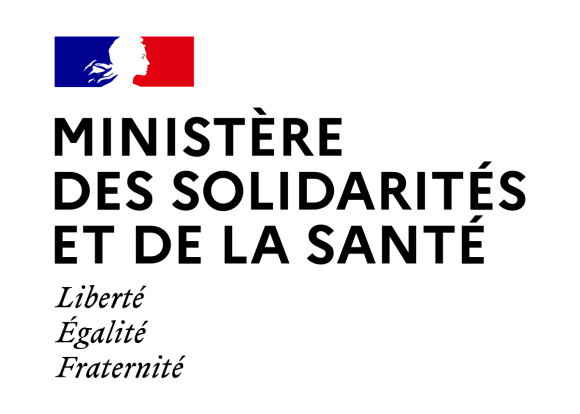 MINISTÈRE
DES SOLIDARITÉS
ET DE LA SANTÉ
Liberté
Égalité
Fraternité